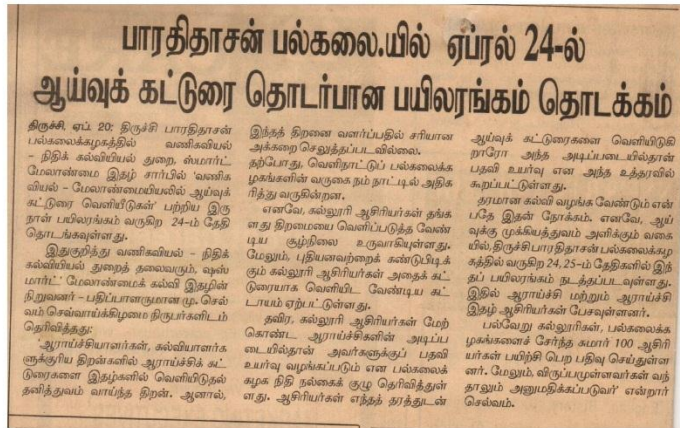 பாரதிதாசன் பல்கலை.யில் ஏப்ரல் 24-ல்
ஆய்வுக் கட்டுரை தொடர்பான பயிலரங்கம் தொடக்கம்
திருச்சி, ஏப். 20: திருச்சி பாரதிதாசன்
பல்கலைக்கழகத்தில் வணிகவியல்
- நிதிக் கல்வியியல் துறை, ஸ்மார்ட்
மேலாண்மை இதழ் சார்பில் 'வணிக
வியல் – மேலாண்மையியலில் ஆய்வுக்
கட்டுரை வெளியீடுகள்' பற்றிய இரு
நாள் பயிலரங்கம் வருகிற 24-ம் தேதி
தொடங்கவுள்ளது.
இதுகுறித்து வணிகவியல் – நிதிக்
கல்வியியல் துறைத் தலைவரும், 'ஷுஸ்
மார்ட்' மேலாண்மைக் கல்வி இதழின்
நிறுவனர் – பதிப்பாளருமான மு. செல்
வம் செவ்வாய்க்கிழமை நிருபர்களிடம்
தெரிவித்தது:
'ஆராய்ச்சியாளர்கள், கல்வியாளர்க
ளுக்குரிய திறன்களில் ஆராய்ச்சிக் கட்
டுரைகளை இதழ்களில் வெளியிடுதல்
தனித்துவம் வாய்ந்த திறன். ஆனால்,
இந்தத் திறனை வளர்ப்பதில் சரியான
அக்கறை செலுத்தப்படவில்லை.
தற்போது, வெளிநாட்டுப் பல்கலைக்க
ழகங்களின் வருகை நம் நாட்டில் அதிக
ரித்து வருகின்றன.
எனவே, கல்லூரி ஆசிரியர்கள் தங்க
ளது திறமையை வெளிப்படுத்த வேண்
டிய சூழ்நிலை உருவாகியுள்ளது.
மேலும், புதியனவற்றைக் கண்டுபிடிக்
கும் கல்லூரி ஆசிரியர்கள் அதைக் கட்
டுரையாக வெளியிட வேண்டிய கட்
டாயம் ஏற்பட்டுள்ளது.
தவிர, கல்லூரி ஆசிரியர்கள் மேற்
கொண்ட ஆராய்ச்சிகளின் அடிப்ப
டையில்தான் அவர்களுக்குப் பதவி
உயர்வு வழங்கப்படும் என பல்கலைக்
கழக நிதி நல்கைக் குழு தெரிவித்துள்
ளது. ஆசிரியர்கள் எந்தத் தரத்துடன்
ஆய்வுக் கட்டுரைகளை வெளியிடுகி
றாரோ அந்த அடிப்படையில்தான்
பதவி உயர்வு என அந்த உத்தரவில்
கூறப்பட்டுள்ளது.
தரமான கல்வி வழங்க வேண்டும் என்
பதே இதன் நோக்கம். எனவே, ஆய்
வுக்கு முக்கியத்துவம் அளிக்கும் வகை
யில், திருச்சி பாரதிதாசன் பல்கலைக்கழ
கத்தில் வருகிற 24, 25-ம் தேதிகளில் இந்
தப் பயிலரங்கம் நடத்தப்படவுள்ளது.
இதில் ஆராய்ச்சி மற்றும் ஆராய்ச்சி
இதழ் ஆசிரியர்கள் பேசவுள்ளனர்.
பல்வேறு கல்லூரிகள், பல்கலைக்க
ழகங்களைச் சேர்ந்த சுமார் 100 ஆசிரி
யர்கள் பயிற்சி பெற பதிவு செய்துள்ள
னர். மேலும், விருப்பமுள்ளவர்கள் வந்
தாலும் அனுமதிக்கப்படுவர்' என்றார்
செல்வம்.